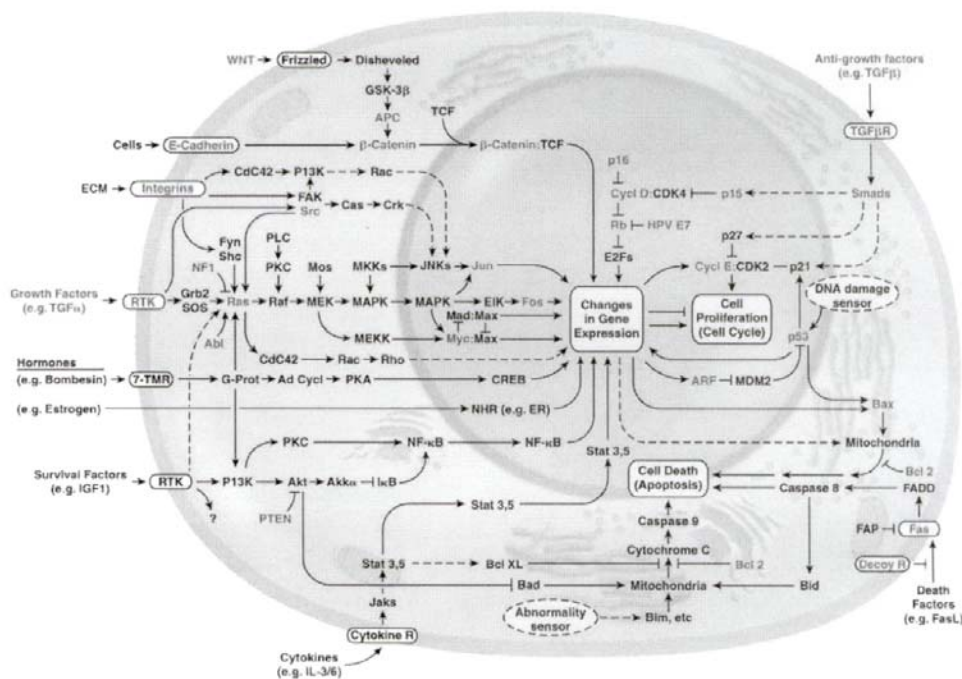 WNT Frizzled Disheveled
GSK-3β
APC
TCF
Cells E-Cadherin β-Catenin β-Catenin:TCF
Anti-growth factors
(e.g. TGFβ)
TGFβR
CdC42 P13K Rac
ECM Integrins
FAK
Src Cas Crk
p16
Cycl D:CDK4 p15 Smads
Rb HPV E7
E2Fs
p27
Cycl E:CDK2 p21
Fyn
Shc
PLC
NF1 PKC Mos MKKs JNKs Jun
Growth Factors
(e.g. TGFα)
RTK Grb2
SOS
Ras Raf MEK MAPK MAPK ElK Fos
Abl
Mad:Max
MEKK Myc:Max
Changes
in Gene
Expression
Cell
Proliferation
(Cell Cycle)
DNA damage
sensor
p53
CdC42 Rac Rho
Hormones
(e.g. Bombesin) 7-TMR G-Prot Ad Cycl PKA CREB
ARF MDM2
(e.g. Estrogen) NHR (e.g. ER)
Bax
PKC NF-κB NF-κB
Stat 3,5
Mitochondria
Survival Factors
(e.g. IGF1)
RTK P13K Akt Akkα IκB
?
PTEN
Stat 3,5
Cell Death
(Apoptosis)
Bcl 2
Caspase 8 FADD
Caspase 9
FAP Fas
Cytochrome C
Stat 3,5 Bcl XL Bcl 2
Decoy R
Bad Mitochondria Bid
Death
Factors
(e.g. FasL)
Jaks
Abnormality
sensor
Bim, etc
Cytokine R
Cytokines
(e.g. IL-3/6)